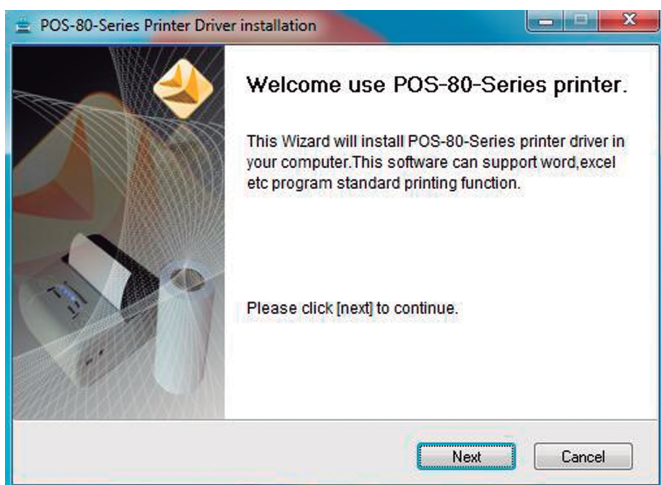 POS-80-Series Printer Driver installation
Welcome use POS-80-Series printer.
This Wizard will install POS-80-Series printer driver in
your computer.This software can support word,excel
etc program standard printing function.
Please click [next] to continue.
Next
Cancel